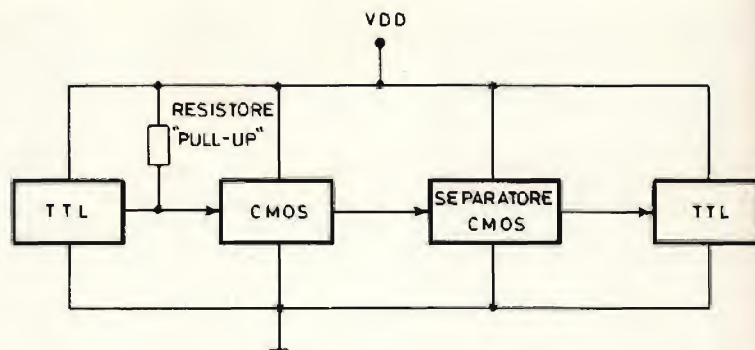 VDD
RESISTORE
"PULL-UP"
TTL
CMOS
SEPARATORE
CMOS
TTL